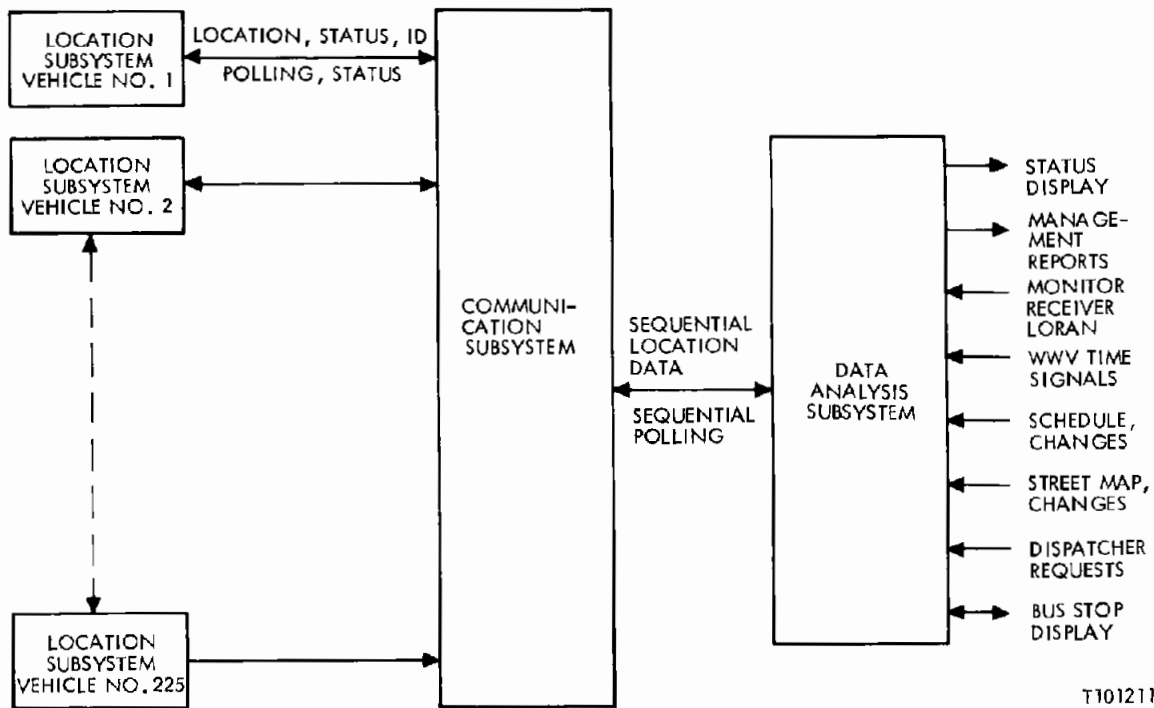 LOCATION
SUBSYSTEM
VEHICLE NO. 1
LOCATION, STATUS, ID
POLLING, STATUS
LOCATION
SUBSYSTEM
VEHICLE NO. 2
LOCATION
SUBSYSTEM
VEHICLE NO. 225
COMMUNI-
CATION
SUBSYSTEM
SEQUENTIAL
LOCATION
DATA
SEQUENTIAL
POLLING
DATA
ANALYSIS
SUBSYSTEM
STATUS
DISPLAY
MANAGE-
MENT
REPORTS
MONITOR
RECEIVER
LORAN
WWV TIME
SIGNALS
SCHEDULE,
CHANGES
STREET MAP,
CHANGES
DISPATCHER
REQUESTS
BUS STOP
DISPLAY
T101211